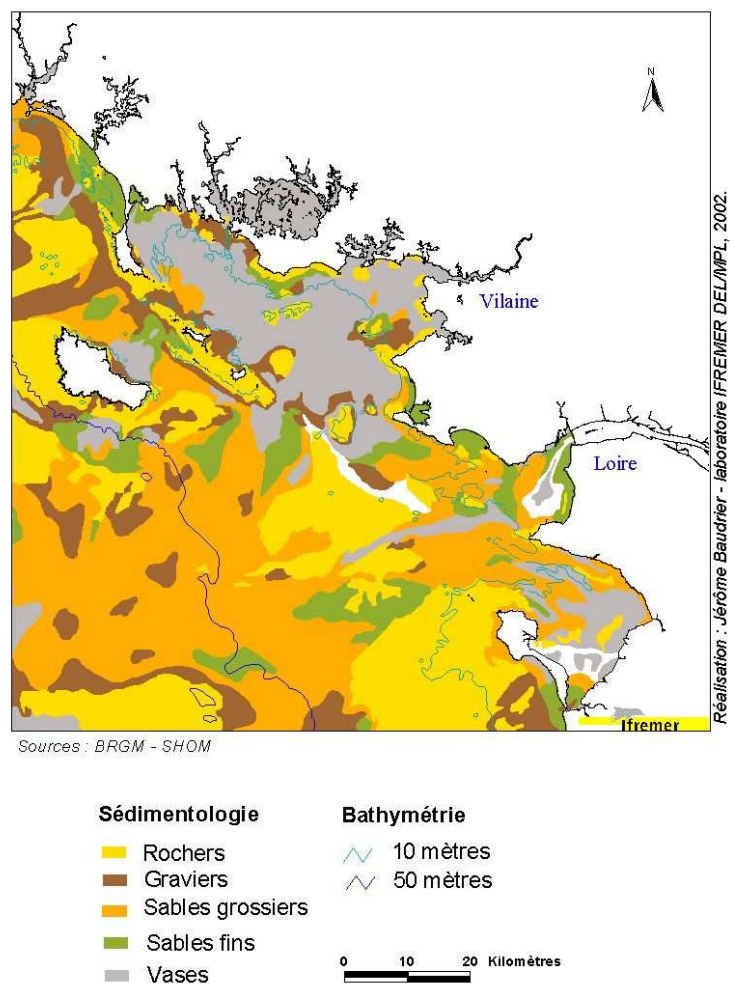 N
Vilaine
Loire
Réalisation : Jérôme Baudrier - laboratoire IFREMER DEL/MPL, 2002.
Ifremer
Sources : BRGM - SHOM
Sédimentologie
Rochers
Graviers
Sables grossiers
Sables fins
Vases
Bathymétrie
10 mètres
50 mètres
0 10 20 Kilomètres